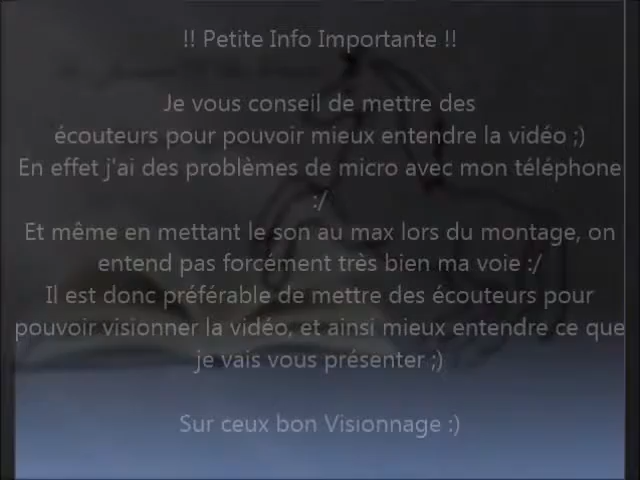 !! Petite Info Importante !!
Je vous conseil de mettre des
écouteurs pour pouvoir mieux entendre la vidéo ;)
En effet j'ai des problèmes de micro avec mon téléphone
:/
Et même en mettant le son au max lors du montage, on
entend pas forcément très bien ma voie :/
Il est donc préférable de mettre des écouteurs pour
pouvoir visionner la vidéo, et ainsi mieux entendre ce que
je vais vous présenter ;)
Sur ceux bon Visionnage :)